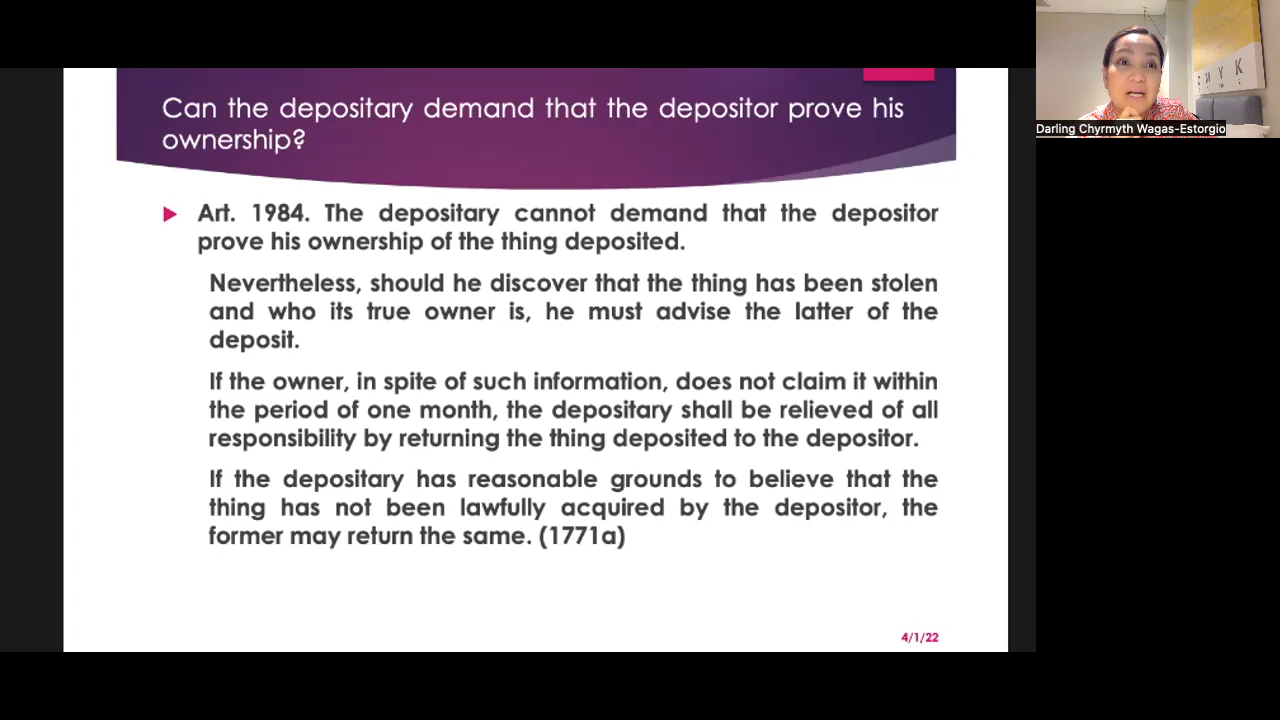 Can the depositary demand that the depositor prove his
ownership?
Art. 1984. The depositary cannot demand that the depositor
prove his ownership of the thing deposited.
Nevertheless, should he discover that the thing has been stolen
and who its true owner is, he must advise the latter of the
deposit.
If the owner, in spite of such information, does not claim it within
the period of one month, the depositary shall be relieved of all
responsibility by returning the thing deposited to the depositor.
If the depositary has reasonable grounds to believe that the
thing has not been lawfully acquired by the depositor, the
former may return the same. (1771a)
4/1/22
Darling Chyrmyth Wagas-Estorgio